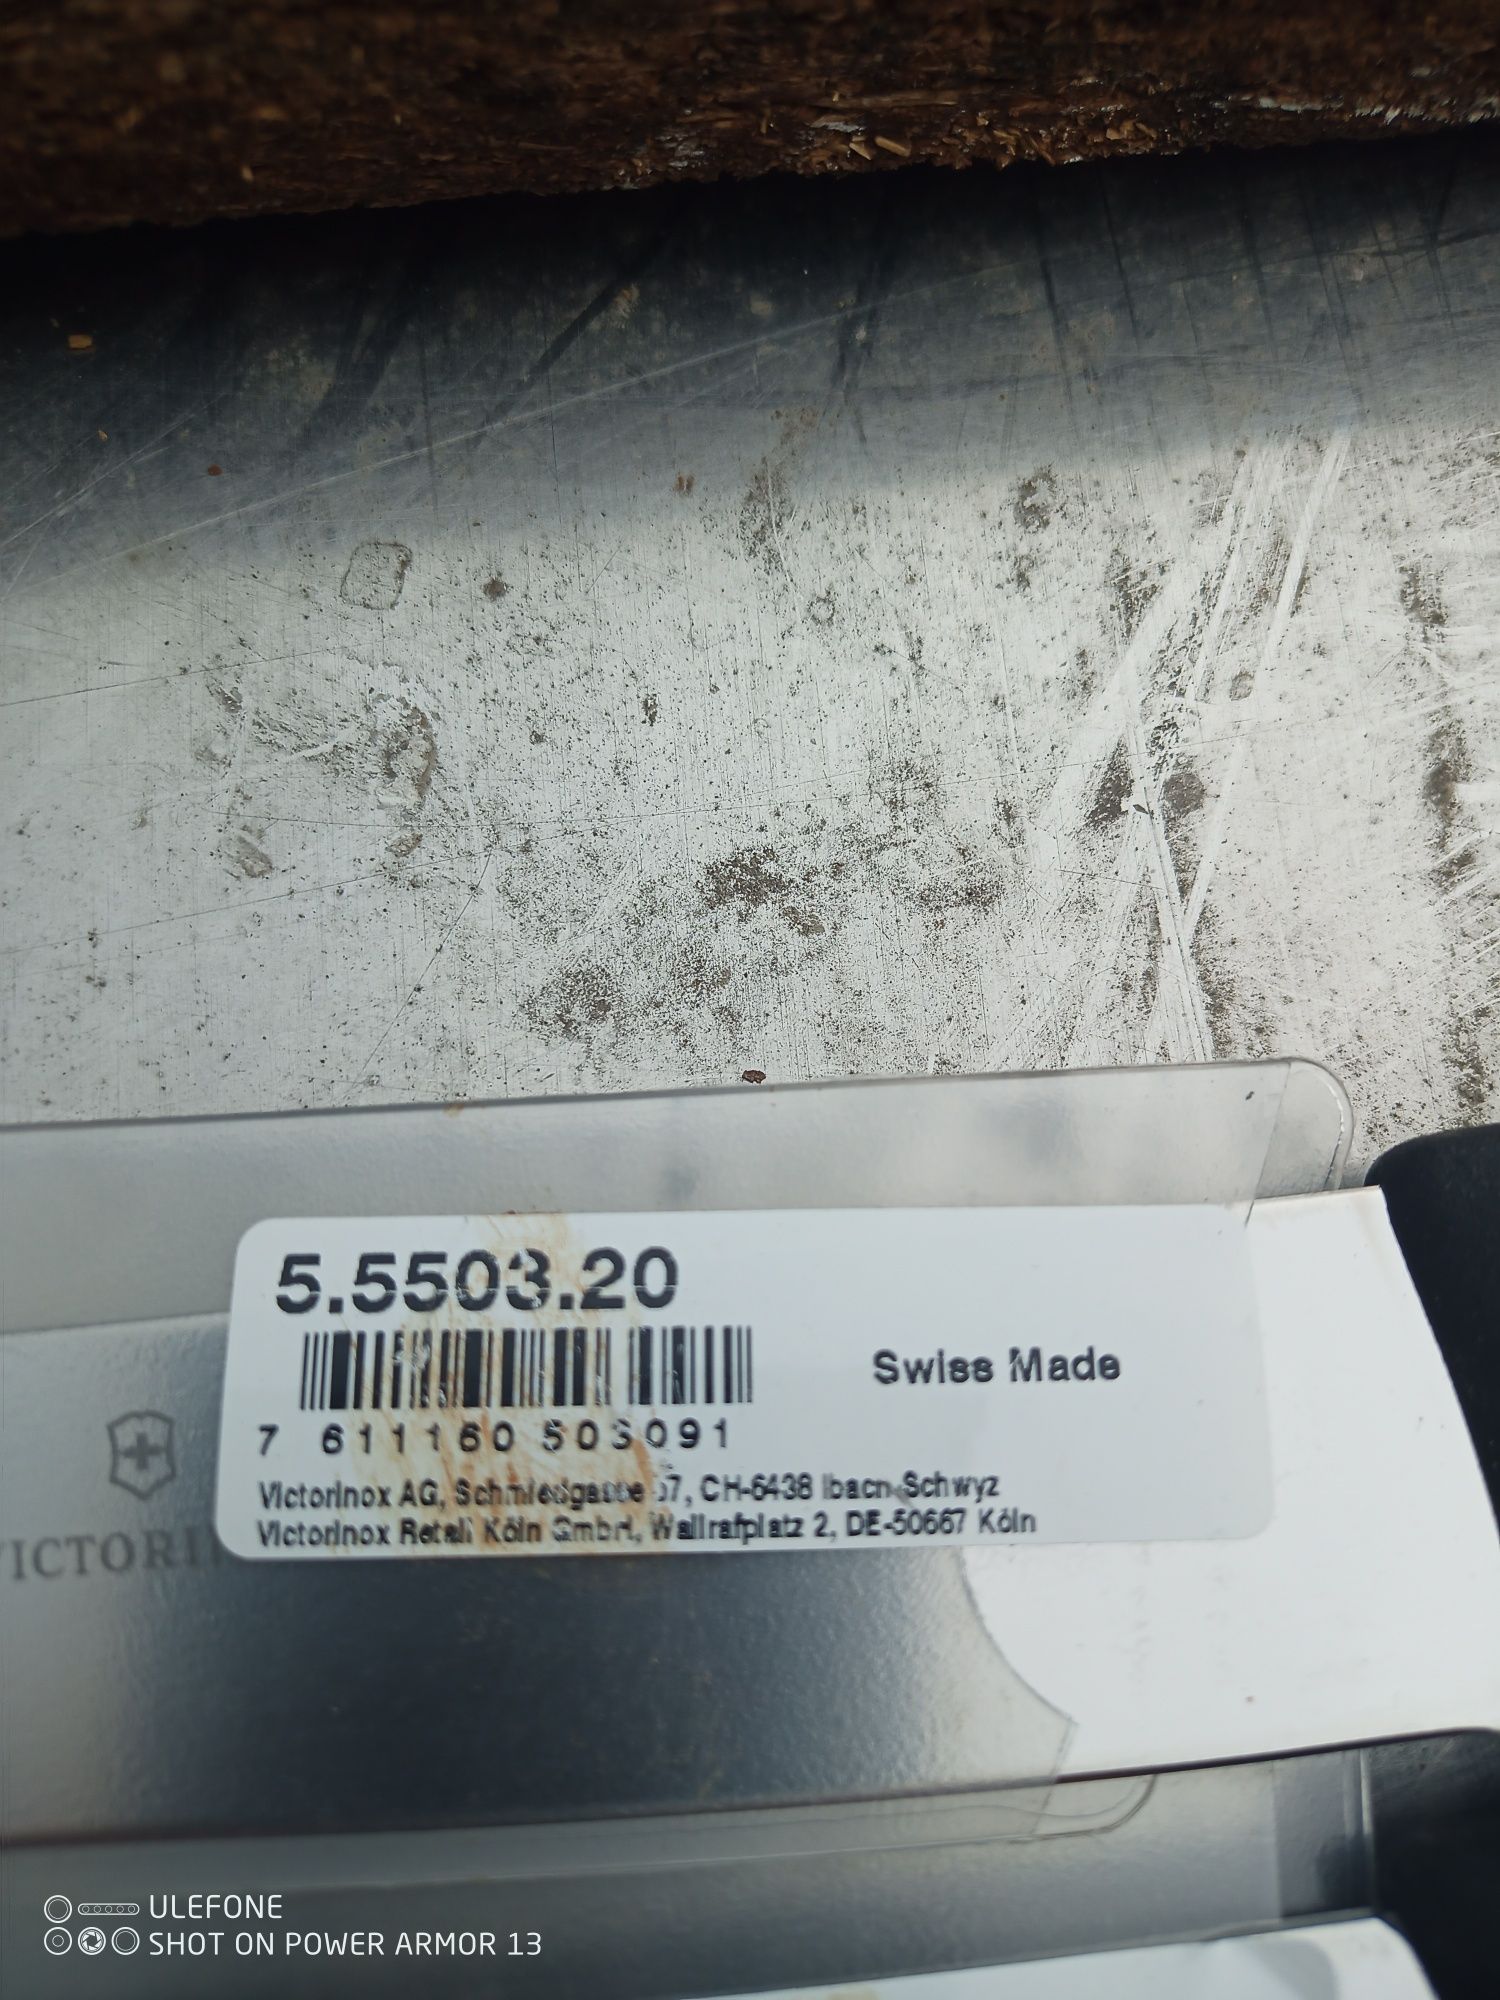 5.5503.20
Swiss Made
7 611160 503091
Victorinox AG, Schmiedgasse 57, CH-6438 Ibach-Schwyz
Victorinox Retail Köln GmbH, Wallrafplatz 2, DE-50667 Köln
VICTORI
ULEFONE
SHOT ON POWER ARMOR 13